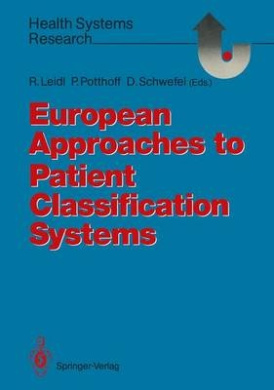 Health Systems
Research
R. Leidl P. Potthoff D. Schwefel (Eds.)
European
Approaches to
Patient
Classification
Systems
Springer-Verlag